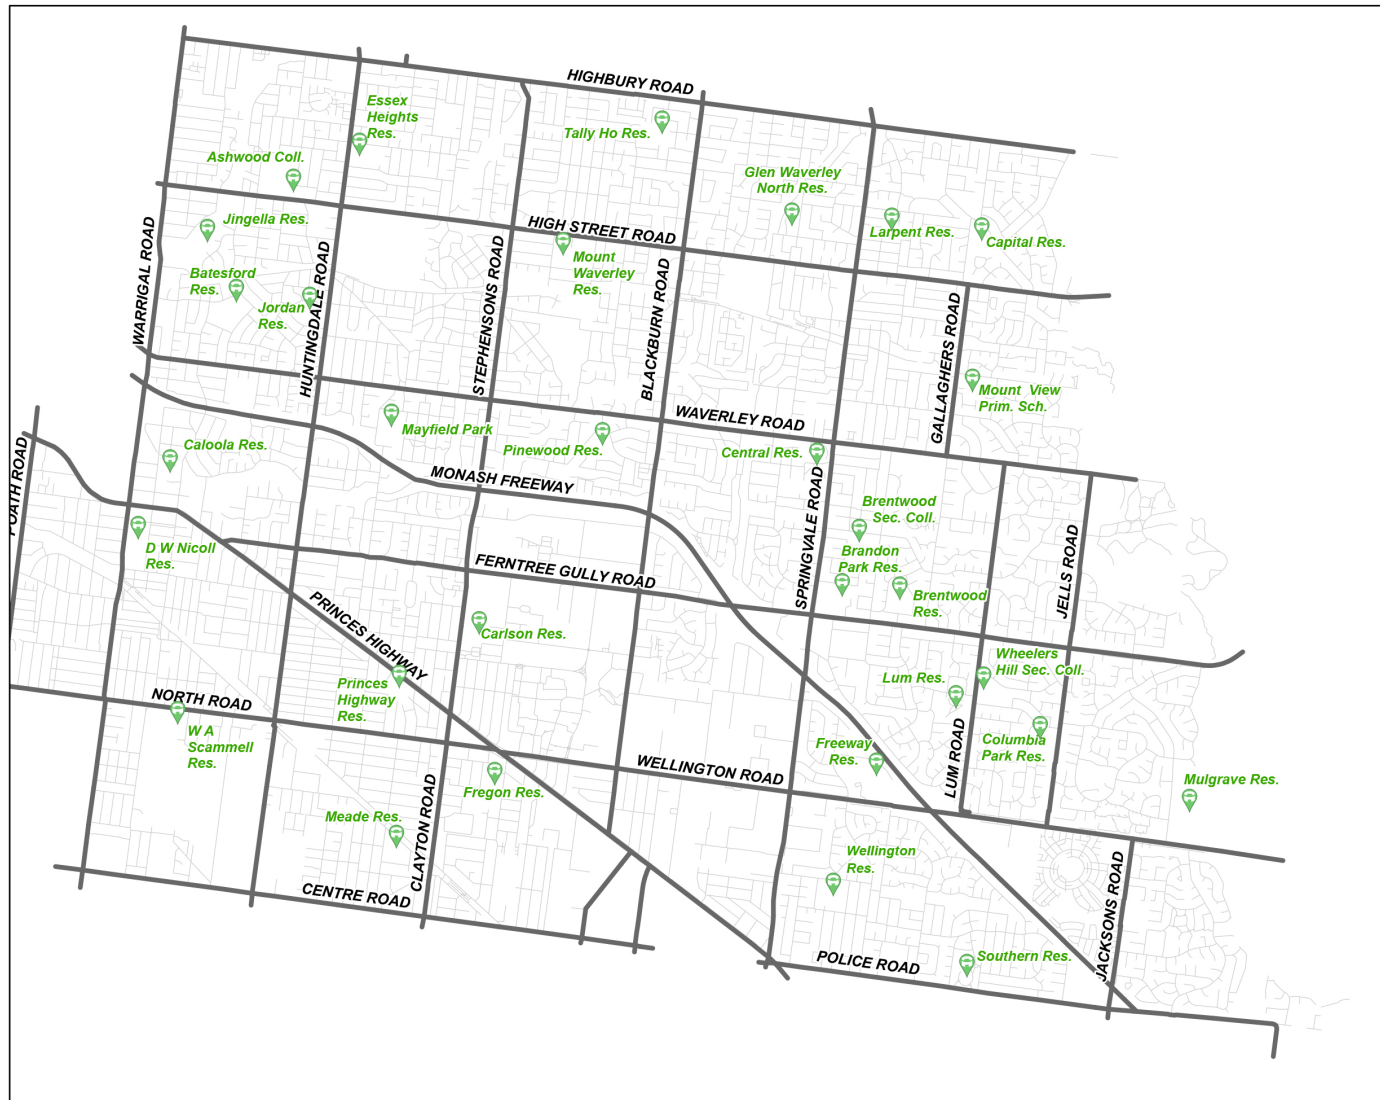 HIGHBURY ROAD
Essex
Heights
Res.
Tally Ho Res.
Ashwood Coll.
Glen Waverley
North Res.
Jingella Res.
HIGH STREET ROAD
Larpent Res.
Capital Res.
WARRIGAL ROAD
HUNTINGDALE ROAD
STEPHENSONS ROAD
Mount
Waverley
Res.
BLACKBURN ROAD
Batesford
Res.
Jordan
Res.
GALLAGHERS ROAD
Mount View
Prim. Sch.
WAVERLEY ROAD
Mayfield Park
Pinewood Res.
Central Res.
Caloola Res.
POATH ROAD
MONASH FREEWAY
SPRINGVALE ROAD
Brentwood
Sec. Coll.
Brandon
Park Res.
Brentwood
Res.
JELLS ROAD
D W Nicoll
Res.
FERNTREE GULLY ROAD
PRINCES HIGHWAY
Carlson Res.
Wheelers
Hill Sec. Coll.
Lum Res.
Princes
Highway
Res.
NORTH ROAD
W A
Scammell
Res.
LUM ROAD
Columbia
Park Res.
Freeway
Res.
WELLINGTON ROAD
Mulgrave Res.
Fregon Res.
CLAYTON ROAD
Meade Res.
Wellington
Res.
CENTRE ROAD
JACKSONS ROAD
POLICE ROAD
Southern Res.